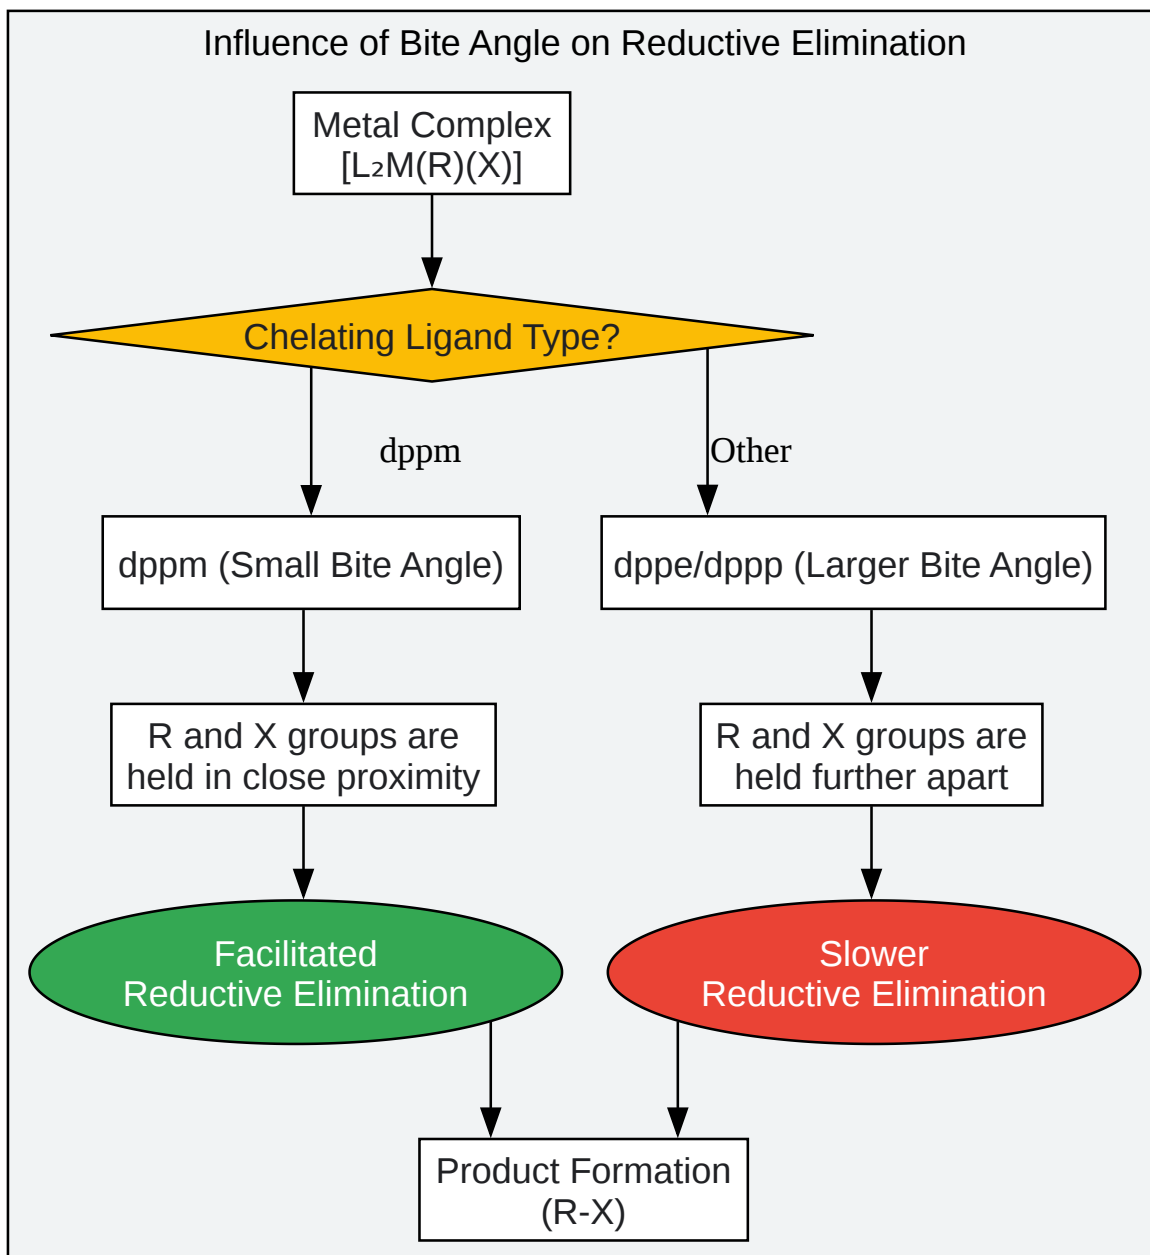 Influence of Bite Angle on Reductive Elimination
Metal Complex
[L₂M(R)(X)]
Chelating Ligand Type?
dppm
Other
dppm (Small Bite Angle)
dppe/dppp (Larger Bite Angle)
R and X groups are
held in close proximity
R and X groups are
held further apart
Facilitated
Reductive Elimination
Slower
Reductive Elimination
Product Formation
(R-X)